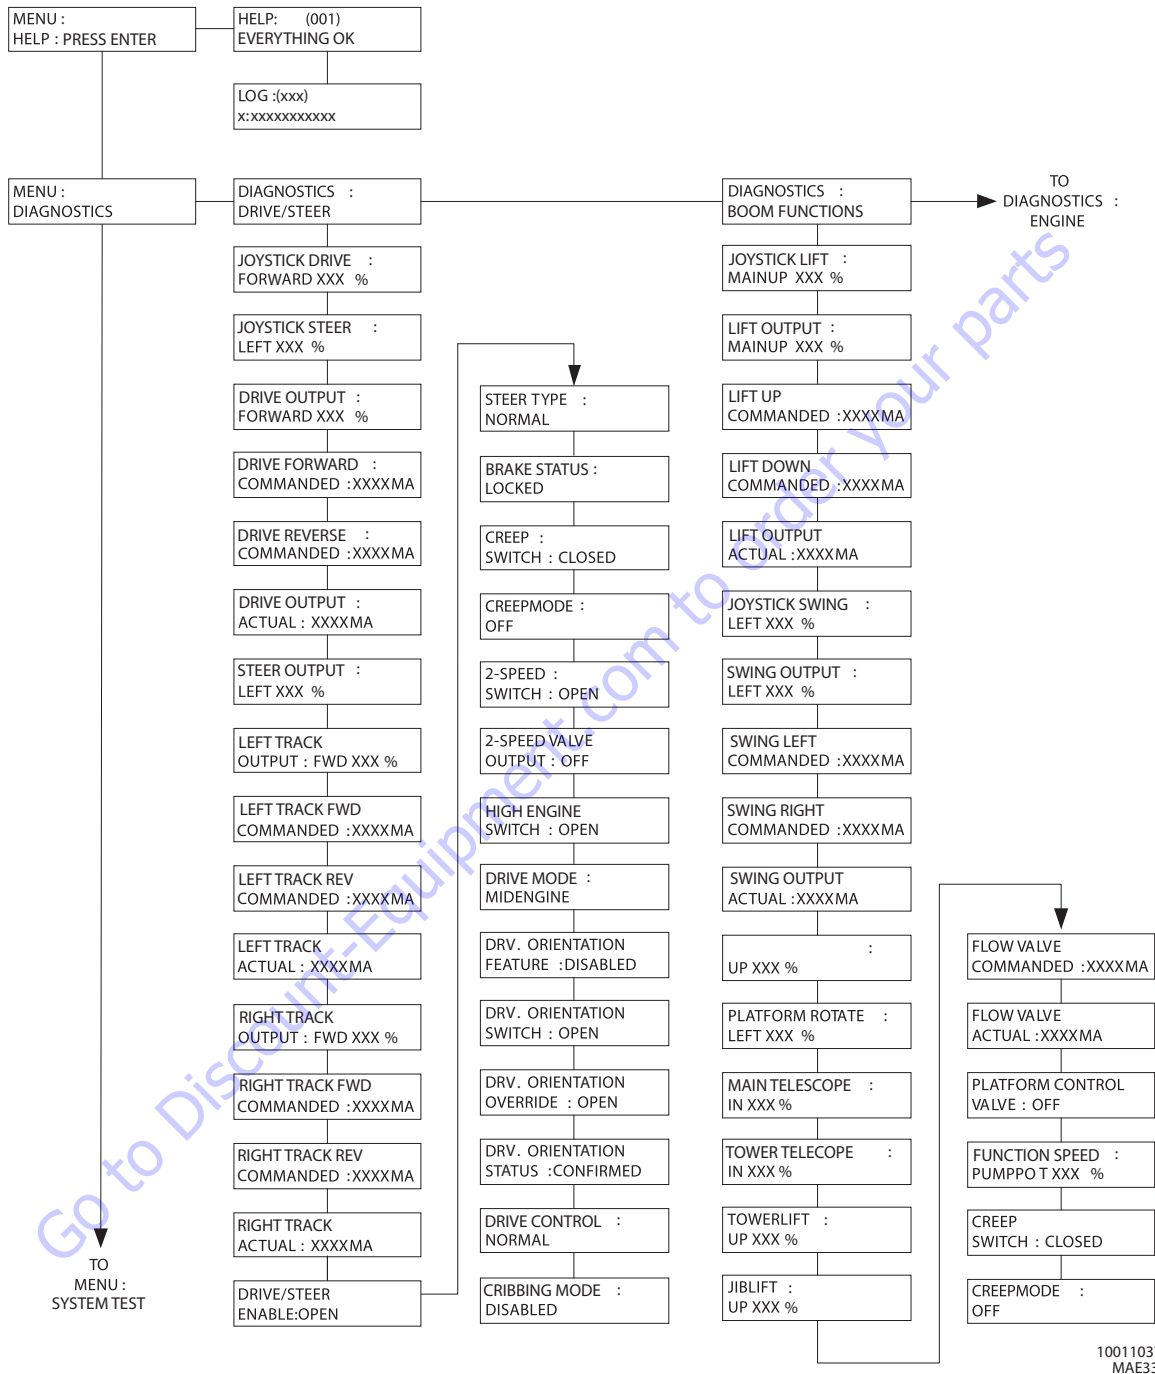 MENU :
HELP : PRESS ENTER
HELP: (001)
EVERYTHING OK
LOG :(xxx)
x:xxxxxxxxxxx
MENU :
DIAGNOSTICS
DIAGNOSTICS :
DRIVE/STEER
DIAGNOSTICS :
BOOM FUNCTIONS
TO
DIAGNOSTICS :
ENGINE
JOYSTICK DRIVE :
FORWARD XXX %
JOYSTICK STEER :
LEFT XXX %
DRIVE OUTPUT :
FORWARD XXX %
DRIVE FORWARD :
COMMANDED :XXXXMA
DRIVE REVERSE :
COMMANDED :XXXXMA
DRIVE OUTPUT :
ACTUAL : XXXXMA
STEER OUTPUT :
LEFT XXX %
LEFT TRACK
OUTPUT : FWD XXX %
LEFT TRACK FWD
COMMANDED :XXXXMA
LEFT TRACK REV
COMMANDED :XXXXMA
LEFT TRACK
ACTUAL : XXXXMA
RIGHT TRACK
OUTPUT : FWD XXX %
RIGHT TRACK FWD
COMMANDED :XXXXMA
RIGHT TRACK REV
COMMANDED :XXXXMA
RIGHT TRACK
ACTUAL : XXXXMA
DRIVE/STEER
ENABLE:OPEN
STEER TYPE :
NORMAL
BRAKE STATUS :
LOCKED
CREEP :
SWITCH : CLOSED
CREEPMODE :
OFF
2-SPEED :
SWITCH : OPEN
2-SPEED VALVE
OUTPUT : OFF
HIGH ENGINE
SWITCH : OPEN
DRIVE MODE :
MIDENGINE
DRV. ORIENTATION
FEATURE :DISABLED
DRV. ORIENTATION
SWITCH : OPEN
DRV. ORIENTATION
OVERRIDE : OPEN
DRV. ORIENTATION
STATUS :CONFIRMED
DRIVE CONTROL :
NORMAL
CRIBBING MODE :
DISABLED
JOYSTICK LIFT :
MAINUP XXX %
LIFT OUTPUT :
MAINUP XXX %
LIFT UP
COMMANDED :XXXXMA
LIFT DOWN
COMMANDED :XXXXMA
LIFT OUTPUT
ACTUAL :XXXXMA
JOYSTICK SWING :
LEFT XXX %
SWING OUTPUT :
LEFT XXX %
SWING LEFT
COMMANDED :XXXXMA
SWING RIGHT
COMMANDED :XXXXMA
SWING OUTPUT
ACTUAL :XXXXMA
:
UP XXX %
PLATFORM ROTATE :
LEFT XXX %
MAIN TELESCOPE :
IN XXX %
TOWER TELECOPE :
IN XXX %
TOWERLIFT :
UP XXX %
JIBLIFT :
UP XXX %
FLOW VALVE
COMMANDED :XXXXMA
FLOW VALVE
ACTUAL :XXXXMA
PLATFORM CONTROL
VALVE : OFF
FUNCTION SPEED :
PUMPPO T XXX %
CREEP
SWITCH : CLOSED
CREEPMODE :
OFF
TO
MENU :
SYSTEM TEST
Go to Discount-Equipment.com to order your parts